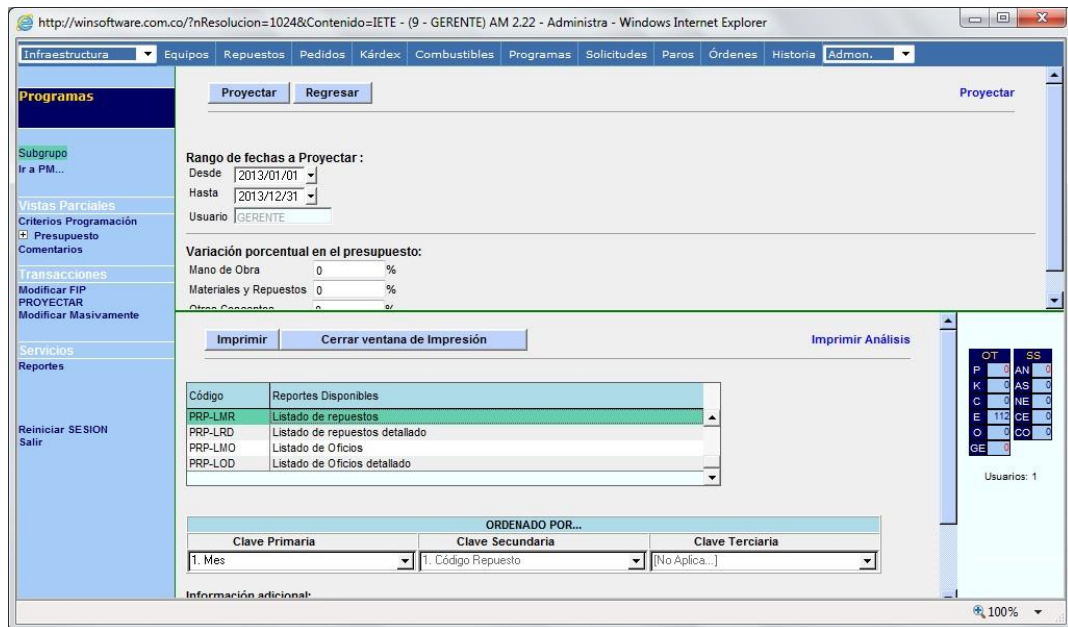 http://winsoftware.com.co/?nResolucion=1024&Contenido=IETE - (9 - GERENTE) AM 2.22 - Administra - Windows Internet Explorer
Infraestructura Equipos Repuestos Pedidos Kárdex Combustibles Programas Solicitudes Paros Órdenes Historia Admon.
Programas
Subgrupo
Ir a PM...
Vistas Parciales
Criterios Programación
Presupuesto
Comentarios
Transacciones
Modificar FIP
PROYECTAR
Modificar Masivamente
Servicios
Reportes
Reiniciar SESION
Salir
Proyectar Regresar Proyectar
Rango de fechas a Proyectar :
Desde 2013/01/01
Hasta 2013/12/31
Usuario GERENTE
Variación porcentual en el presupuesto:
Mano de Obra 0 %
Materiales y Repuestos 0 %
Otros Conceptos 0 %
Imprimir Cerrar ventana de Impresión Imprimir Análisis
Código Reportes Disponibles
PRP-LMR Listado de repuestos
PRP-LRD Listado de repuestos detallado
PRP-LMO Listado de Oficios
PRP-LOD Listado de Oficios detallado
ORDENADO POR...
Clave Primaria Clave Secundaria Clave Terciaria
1. Mes 1. Código Repuesto [No Aplica...]
Información adicional:
OT SS
P 0 AN 0
K 0 AS 0
C 0 NE 0
E 112 CE 0
O 0 CO 0
GE 0
Usuarios: 1
100%